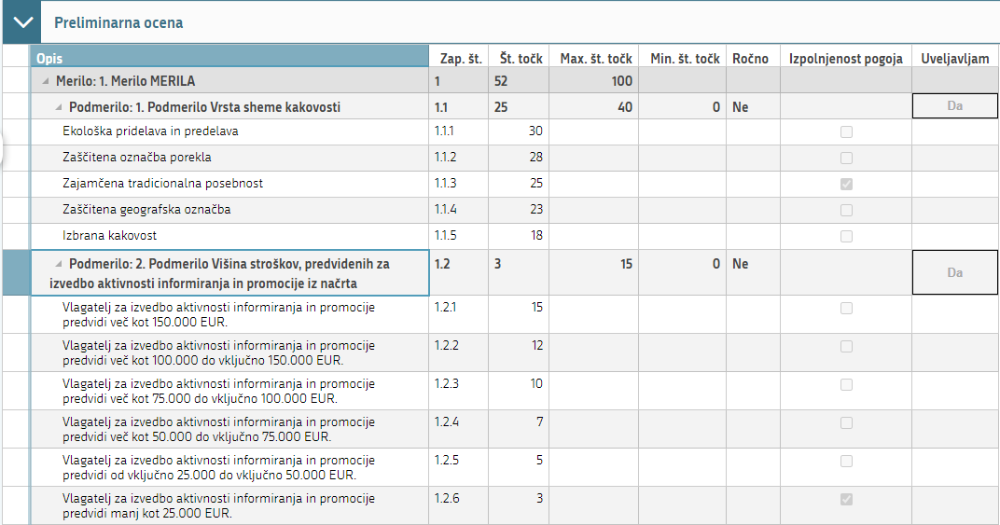 Preliminarna ocena
Opis Zap. št. Št. točk Max. št. točk Min. št. točk Ročno Izpolnjenost pogoja Uveljavljam
Merilo: 1. Merilo MERILA 1 52 100
Podmerilo: 1. Podmerilo Vrsta sheme kakovosti 1.1 25 40 0 Ne Da
Ekološka pridelava in predelava 1.1.1 30
Zaščitena označba porekla 1.1.2 28
Zajamčena tradicionalna posebnost 1.1.3 25
Zaščitena geografska označba 1.1.4 23
Izbrana kakovost 1.1.5 18
Podmerilo: 2. Podmerilo Višina stroškov, predvidenih za 1.2 3 15 0 Ne Da
izvedbo aktivnosti informiranja in promocije iz načrta
Vlagatelj za izvedbo aktivnosti informiranja in promocije 1.2.1 15
predvidi več kot 150.000 EUR.
Vlagatelj za izvedbo aktivnosti informiranja in promocije 1.2.2 12
predvidi več kot 100.000 do vključno 150.000 EUR.
Vlagatelj za izvedbo aktivnosti informiranja in promocije 1.2.3 10
predvidi več kot 75.000 do vključno 100.000 EUR.
Vlagatelj za izvedbo aktivnosti informiranja in promocije 1.2.4 7
predvidi več kot 50.000 do vključno 75.000 EUR.
Vlagatelj za izvedbo aktivnosti informiranja in promocije 1.2.5 5
predvidi od vključno 25.000 do vključno 50.000 EUR.
Vlagatelj za izvedbo aktivnosti informiranja in promocije 1.2.6 3
predvidi manj kot 25.000 EUR.